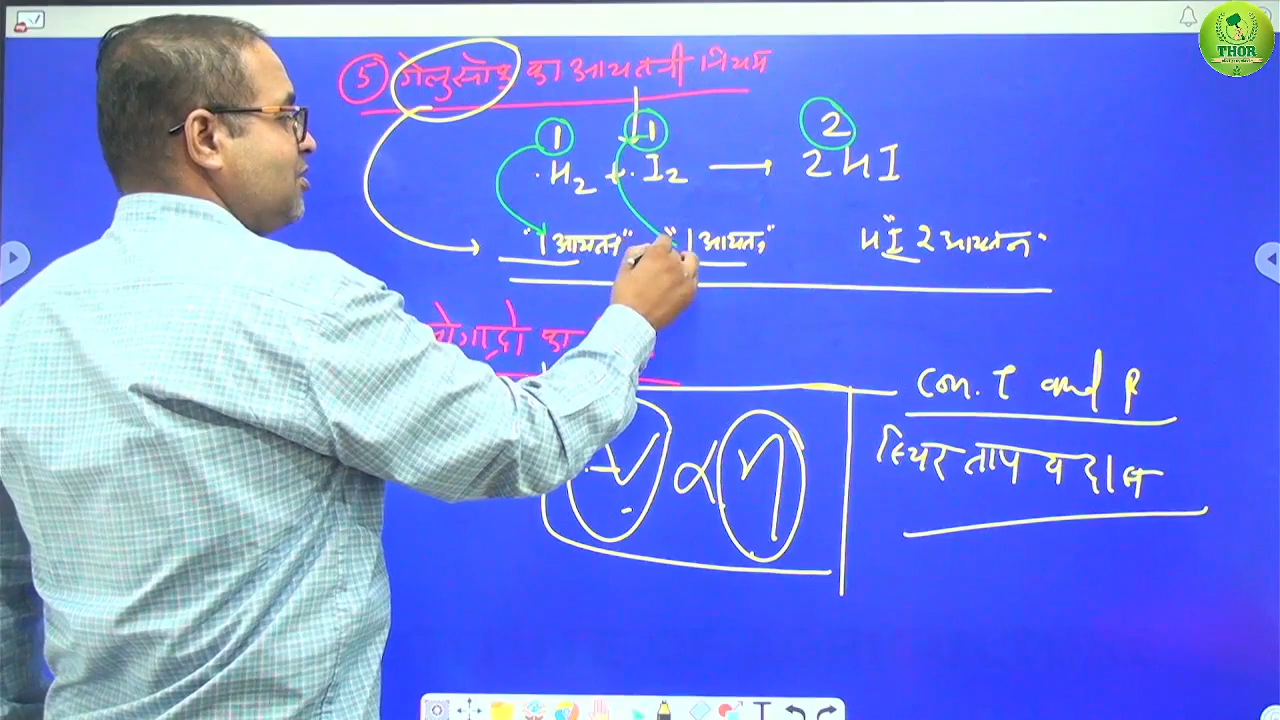 THOR
⑤ गेलुसाक का आयतनी नियम
1 1 2
H₂ + I₂ → 2HI
"1 आयतन" "1 आयतन" HI 2 आयतन"
वोगाद्रो का
Con. T and P
V ∝ n
स्थिर ताप व दाब